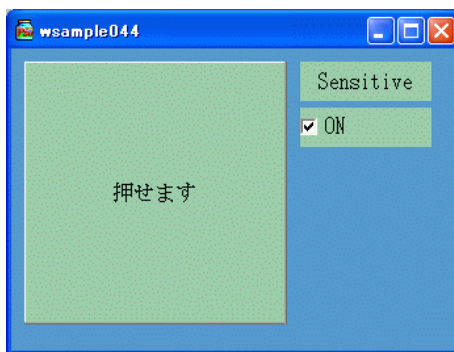 wsample044
押せます
Sensitive
ON